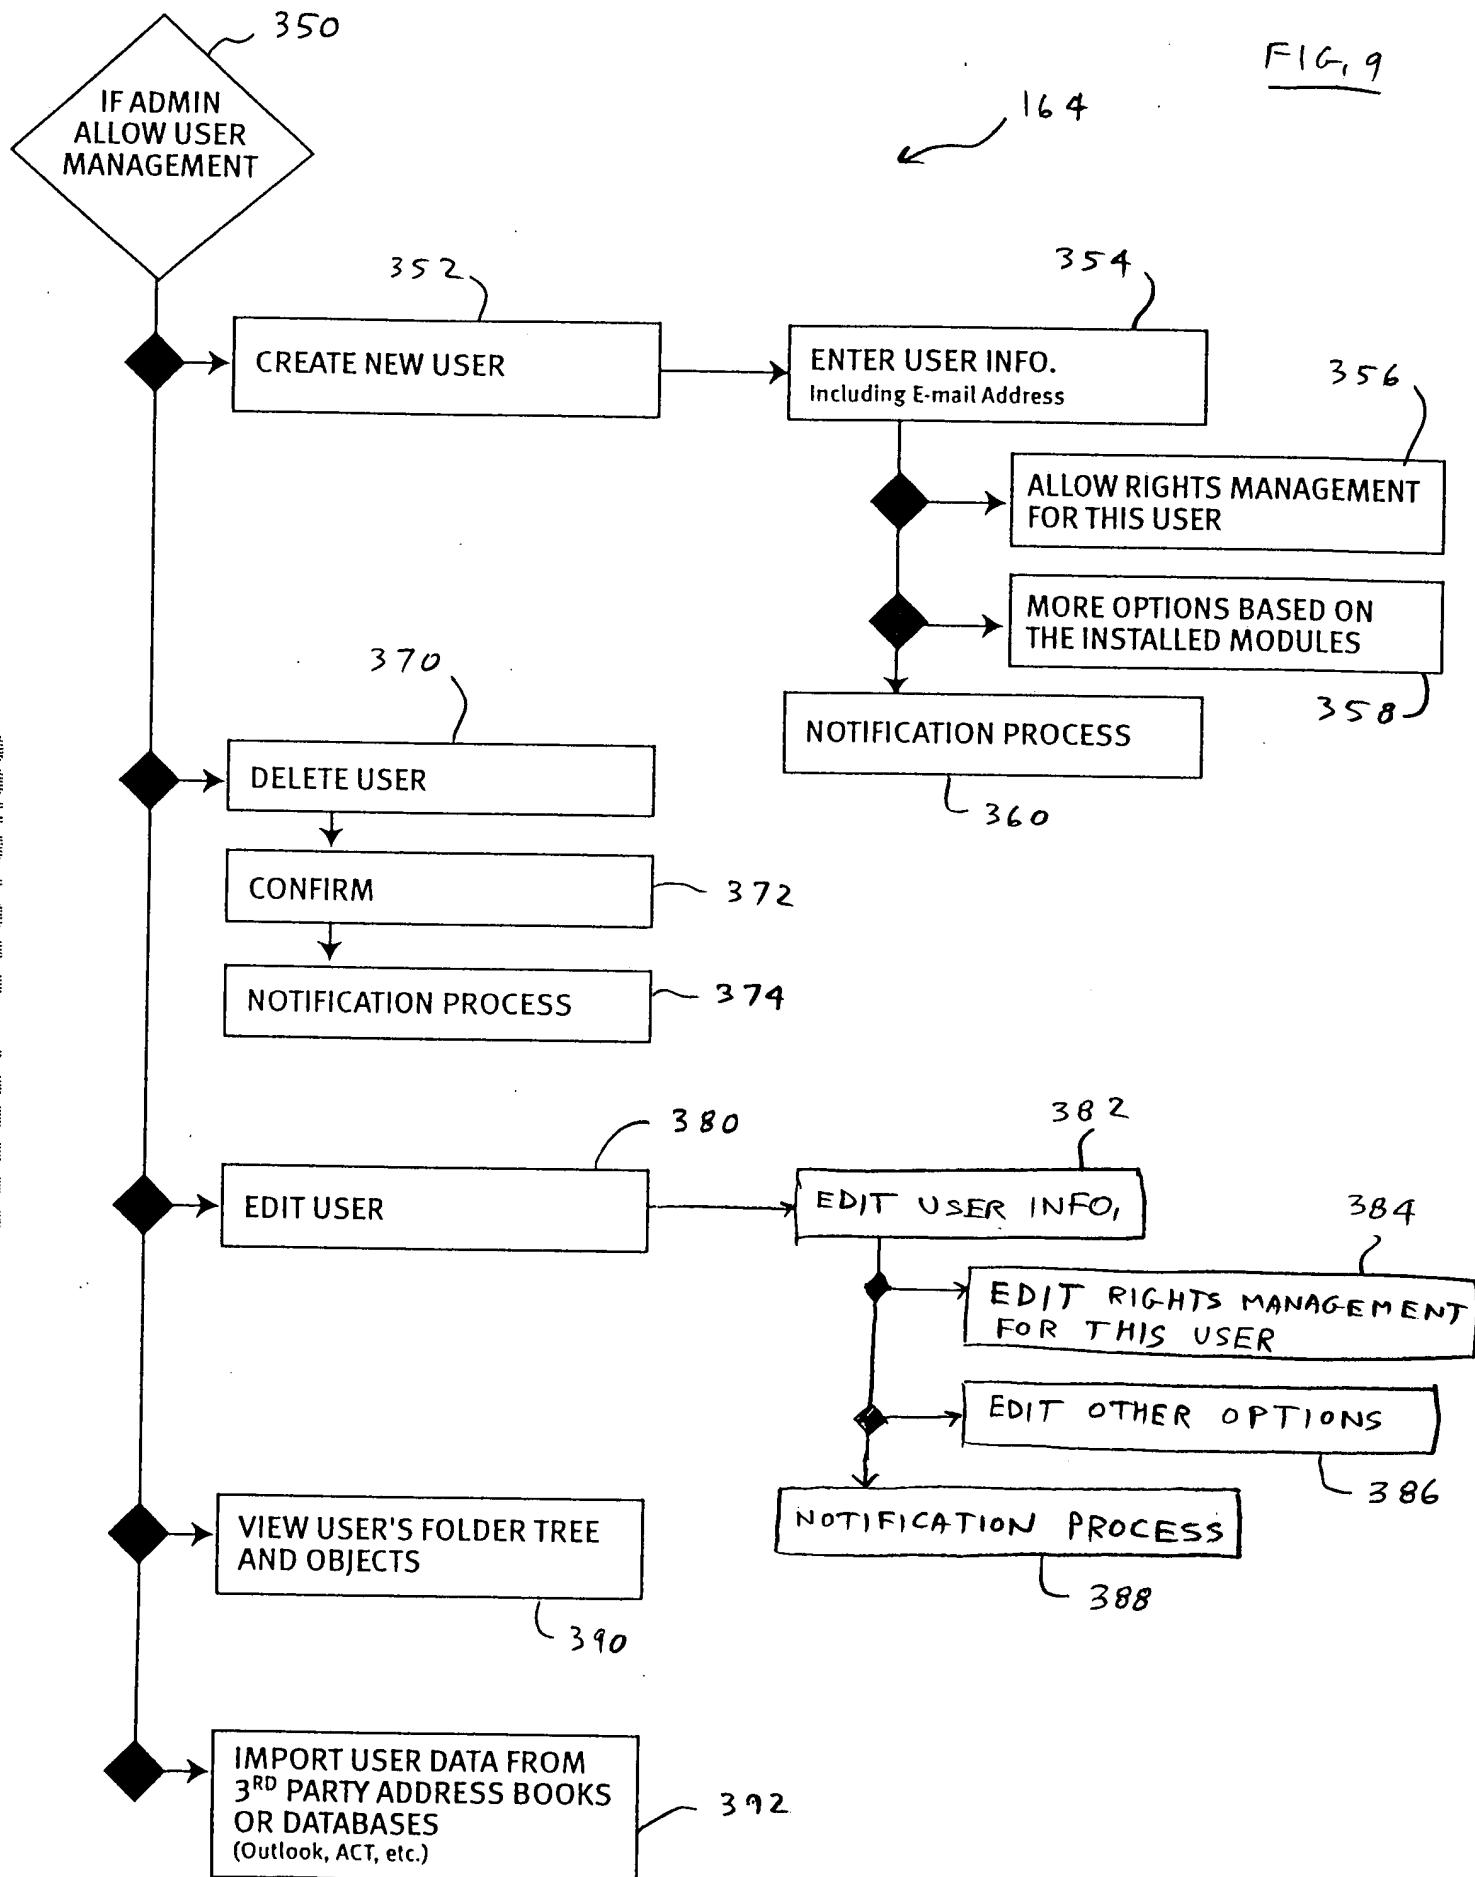 350
FIG. 9
IF ADMIN
ALLOW USER
MANAGEMENT
164
352
354
CREATE NEW USER
ENTER USER INFO.
Including E-mail Address
356
ALLOW RIGHTS MANAGEMENT
FOR THIS USER
MORE OPTIONS BASED ON
THE INSTALLED MODULES
358
NOTIFICATION PROCESS
360
370
DELETE USER
CONFIRM
372
NOTIFICATION PROCESS
374
380
382
EDIT USER
EDIT USER INFO,
384
EDIT RIGHTS MANAGEMENT
FOR THIS USER
EDIT OTHER OPTIONS
386
NOTIFICATION PROCESS
388
VIEW USER'S FOLDER TREE
AND OBJECTS
390
IMPORT USER DATA FROM
3RD PARTY ADDRESS BOOKS
OR DATABASES
(Outlook, ACT, etc.)
392